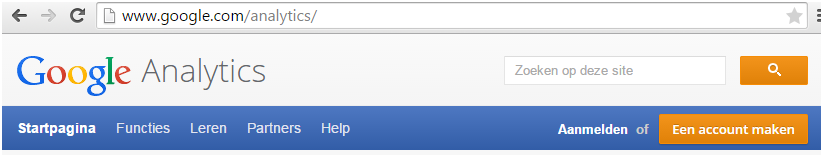 www.google.com/analytics/
Google Analytics
Zoeken op deze site
Startpagina Functies Leren Partners Help Aanmelden of Een account maken